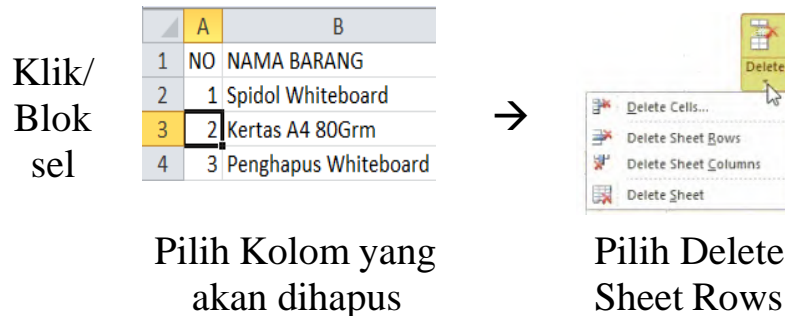 Klik/
Blok
sel
A B
1 NO NAMA BARANG
2 1 Spidol Whiteboard
3 2 Kertas A4 80Grm
4 3 Penghapus Whiteboard
→
Delete
Delete Cells...
Delete Sheet Rows
Delete Sheet Columns
Delete Sheet
Pilih Kolom yang
akan dihapus
Pilih Delete
Sheet Rows